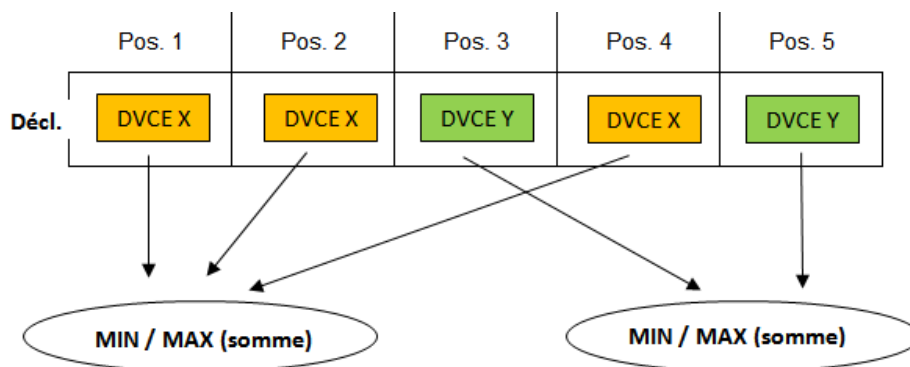 Pos. 1 Pos. 2 Pos. 3 Pos. 4 Pos. 5
Décl. DVCE X DVCE X DVCE Y DVCE X DVCE Y
MIN / MAX (somme) MIN / MAX (somme)